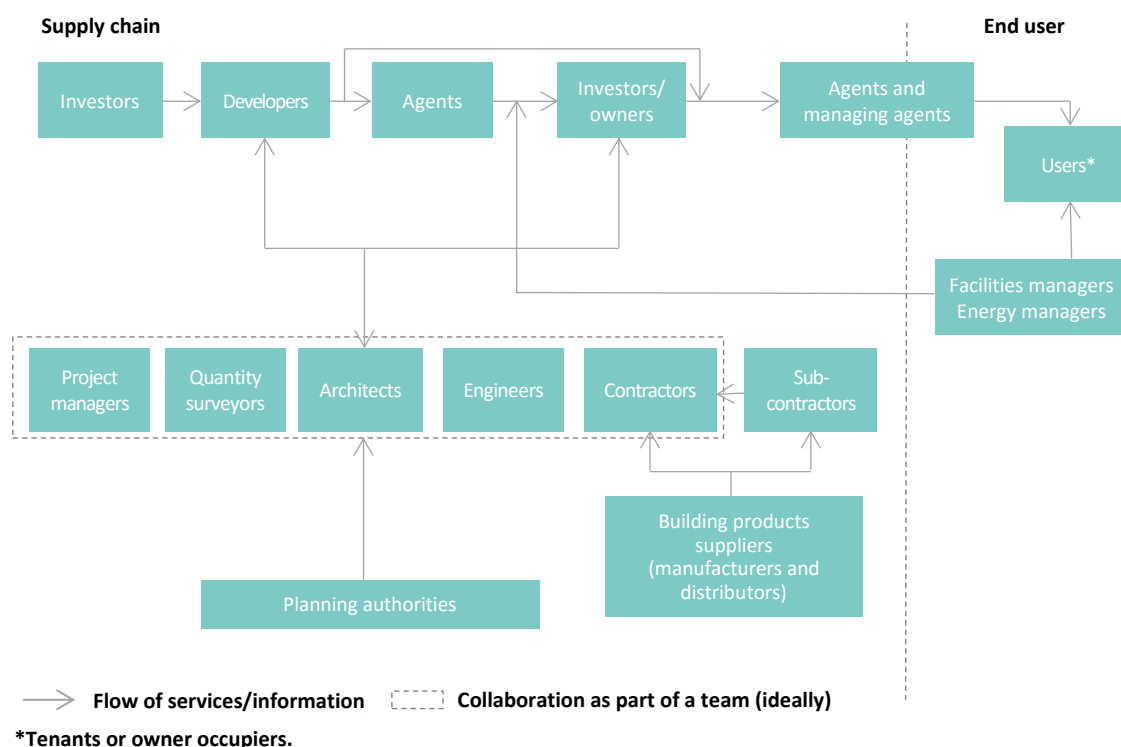 Supply chain
End user
Investors
Developers
Agents
Investors/
owners
Agents and
managing agents
Users*
Facilities managers
Energy managers
Project
managers
Quantity
surveyors
Architects
Engineers
Contractors
Sub-
contractors
Building products
suppliers
(manufacturers and
distributors)
Planning authorities
Flow of services/information
Collaboration as part of a team (ideally)
*Tenants or owner occupiers.